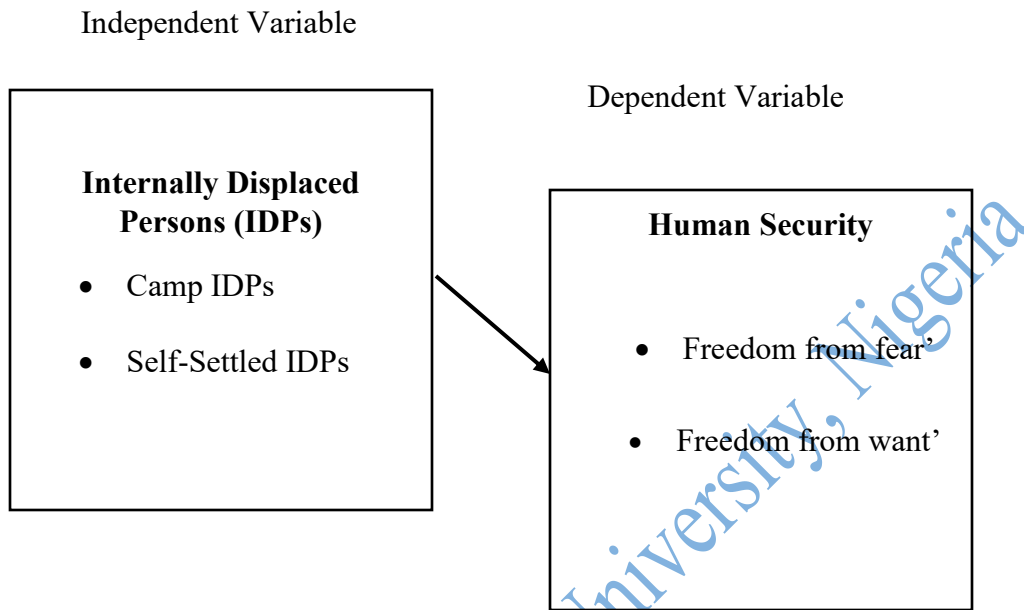 Independent Variable
Dependent Variable
Internally Displaced
Persons (IDPs)
• Camp IDPs
• Self-Settled IDPs
Human Security
• Freedom from fear’
• Freedom from want’
University, Nigeria